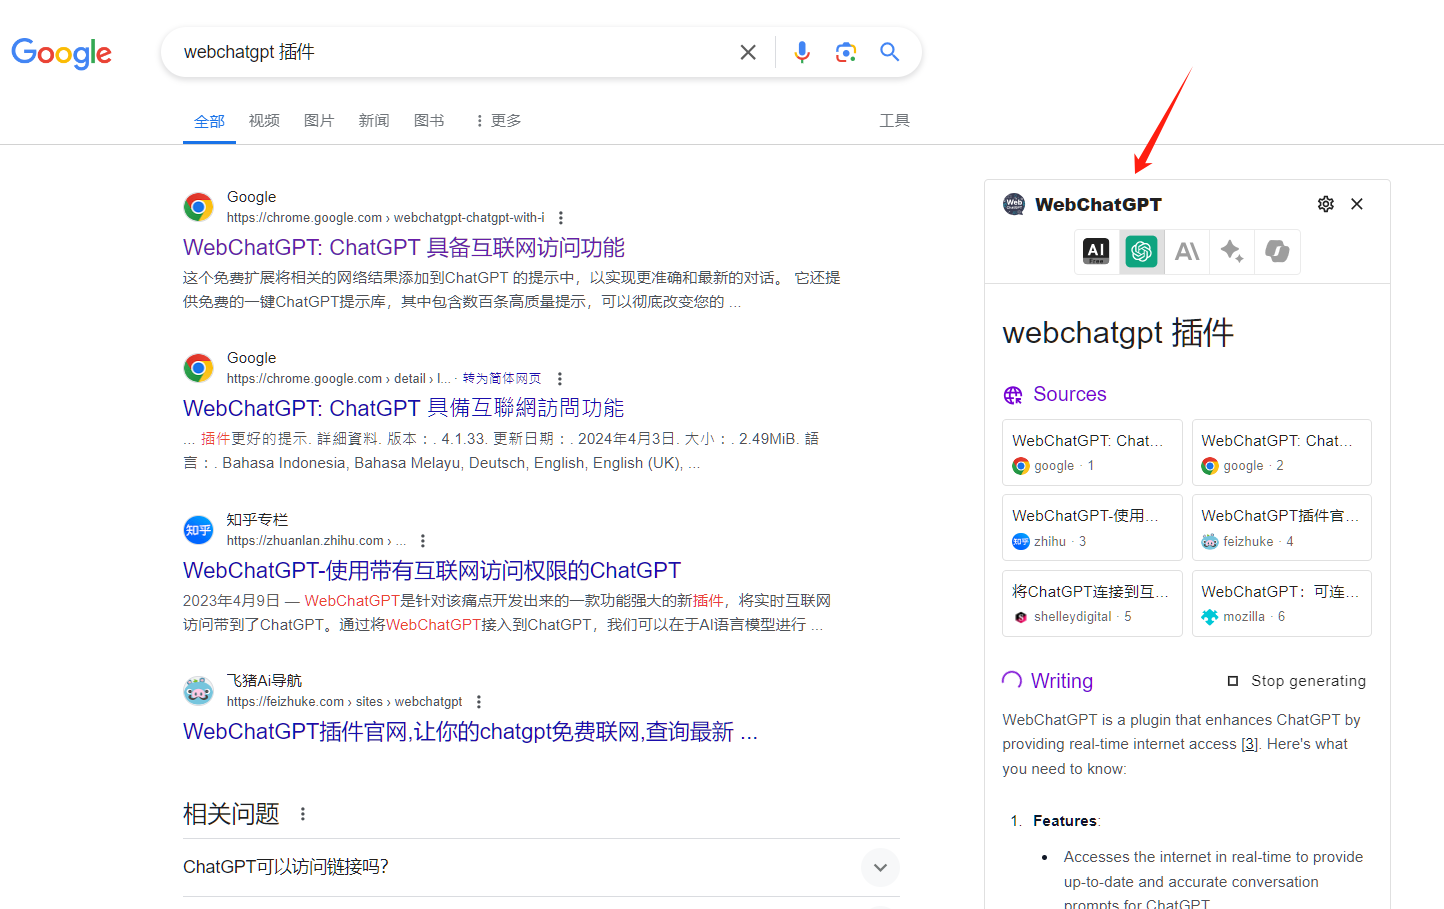 Google
webchatgpt 插件
全部 视频 图片 新闻 图书 更多 工具
Google
https://chrome.google.com › webchatgpt-chatgpt-with-i
WebChatGPT: ChatGPT 具备互联网访问功能
这个免费扩展将相关的网络结果添加到ChatGPT 的提示中，以实现更准确和最新的对话。 它还提
供免费的一键ChatGPT提示库，其中包含数百条高质量提示，可以彻底改变您的 ...
Google
https://chrome.google.com › detail › l... · 转为简体网页
WebChatGPT: ChatGPT 具備互聯網訪問功能
... 插件更好的提示. 詳細資料. 版本：. 4.1.33. 更新日期：. 2024年4月3日. 大小：. 2.49MiB. 語
言：. Bahasa Indonesia, Bahasa Melayu, Deutsch, English, English (UK), ...
知乎
知乎专栏
https://zhuanlan.zhihu.com › ...
WebChatGPT-使用带有互联网访问权限的ChatGPT
2023年4月9日 — WebChatGPT是针对该痛点开发出来的一款功能强大的新插件，将实时互联网
访问带到了ChatGPT。通过将WebChatGPT接入到ChatGPT，我们可以在于AI语言模型进行 ...
飞猪Ai导航
https://feizhuke.com › sites › webchatgpt
WebChatGPT插件官网,让你的chatgpt免费联网,查询最新 ...
相关问题
ChatGPT可以访问链接吗?
Web
ChatGPT
WebChatGPT
AI
Free
webchatgpt 插件
Sources
WebChatGPT: Chat...
google · 1
WebChatGPT: Chat...
google · 2
WebChatGPT-使用...
知乎 zhihu · 3
WebChatGPT插件官...
feizhuke · 4
将ChatGPT连接到互...
shelleydigital · 5
WebChatGPT：可连...
mozilla · 6
Writing
Stop generating
WebChatGPT is a plugin that enhances ChatGPT by
providing real-time internet access [3]. Here's what
you need to know:
1. Features:
• Accesses the internet in real-time to provide
up-to-date and accurate conversation
prompts for ChatGPT